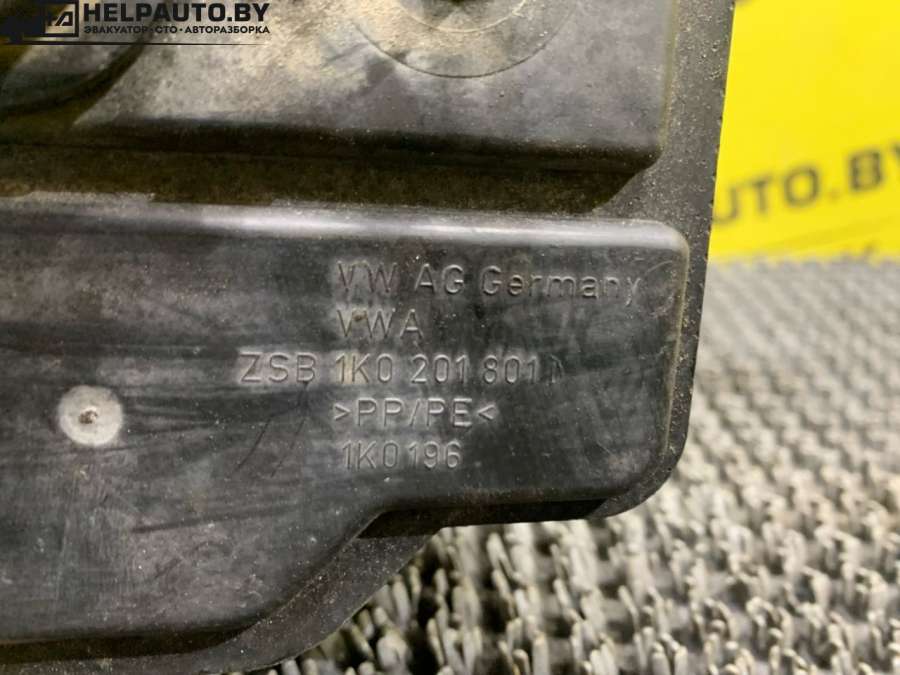 HELPAUTO.BY
ЭВАКУАТОР · СТО · АВТОРАЗБОРКА
UTO.BY
VW AG Germany
VWA
ZSB 1K0 201 801
>PP/PE<
1K0196